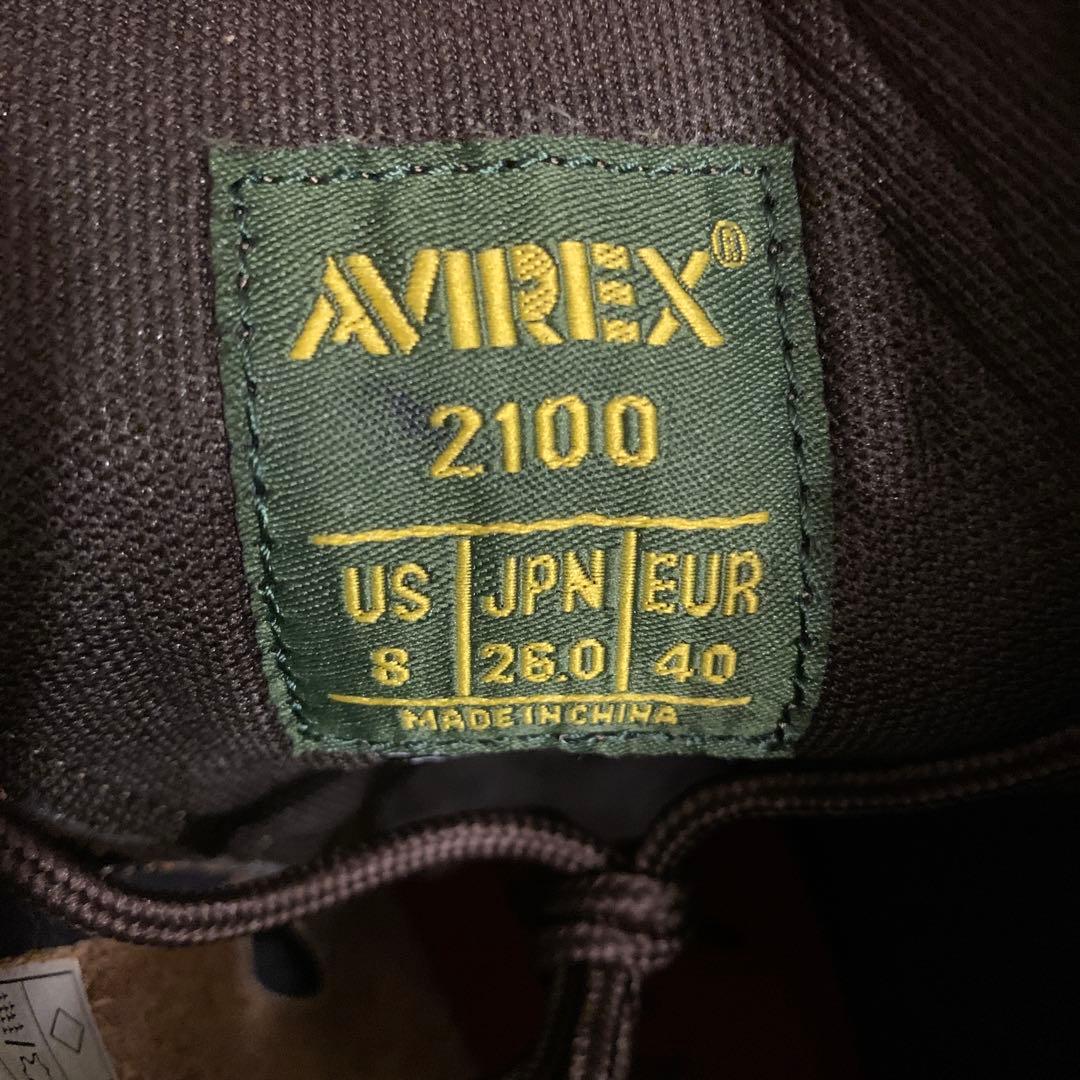 AVIREX®
2100
US JPN EUR
8 26.0 40
MADE IN CHINA